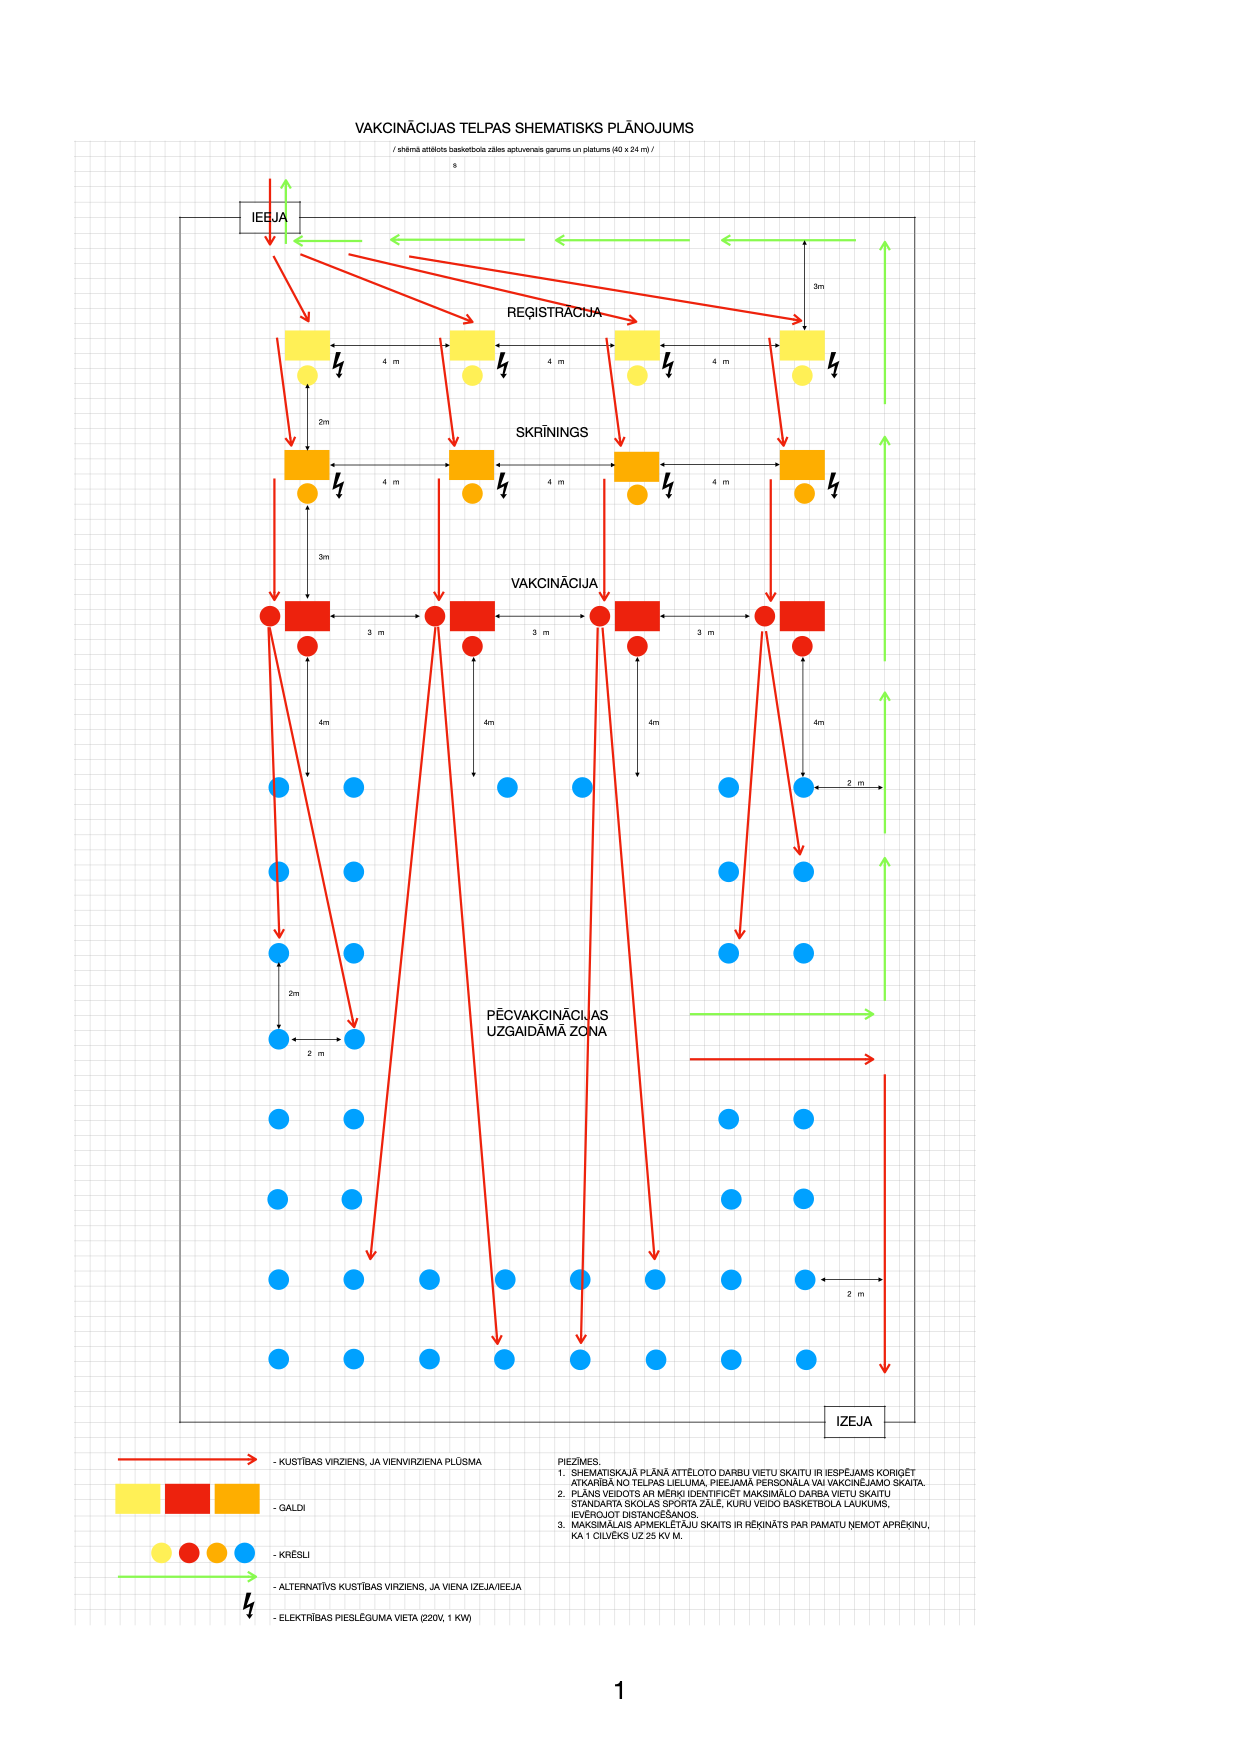 VAKCINĀCIJAS TELPAS SHEMATISKS PLĀNOJUMS
/ shēmā attēlots basketbola zāles aptuvenais garums un platums (40 x 24 m) /
s
IEEJA
3m
REĢISTRĀCIJA
4 m
4 m
4 m
2m
SKRĪNINGS
4 m
4 m
4 m
3m
VAKCINĀCIJA
3 m
3 m
3 m
4m
4m
4m
4m
2 m
2m
PĒCVAKCINĀCIJAS
UZGAIDĀMĀ ZONA
2 m
2 m
IZEJA
- KUSTĪBAS VIRZIENS, JA VIENVIRZIENA PLŪSMA
- GALDI
- KRĒSLI
- ALTERNATĪVS KUSTĪBAS VIRZIENS, JA VIENA IZEJA/IEEJA
- ELEKTRĪBAS PIESLĒGUMA VIETA (220V, 1 KW)
PIEZĪMES.
1. SHEMATISKAJĀ PLĀNĀ ATTĒLOTO DARBU VIETU SKAITU IR IESPĒJAMS KORIĢĒT
ATKARĪBĀ NO TELPAS LIELUMA, PIEEJAMĀ PERSONĀLA VAI VAKCINĒJAMO SKAITA.
2. PLĀNS VEIDOTS AR MĒRĶI IDENTIFICĒT MAKSIMĀLO DARBA VIETU SKAITU
STANDARTA SKOLAS SPORTA ZĀLĒ, KURU VEIDO BASKETBOLA LAUKUMS,
IEVĒROJOT DISTANCĒŠANOS.
3. MAKSIMĀLAIS APMEKLĒTĀJU SKAITS IR RĒĶINĀTS PAR PAMATU ŅEMOT APRĒĶINU,
KA 1 CILVĒKS UZ 25 KV M.
1